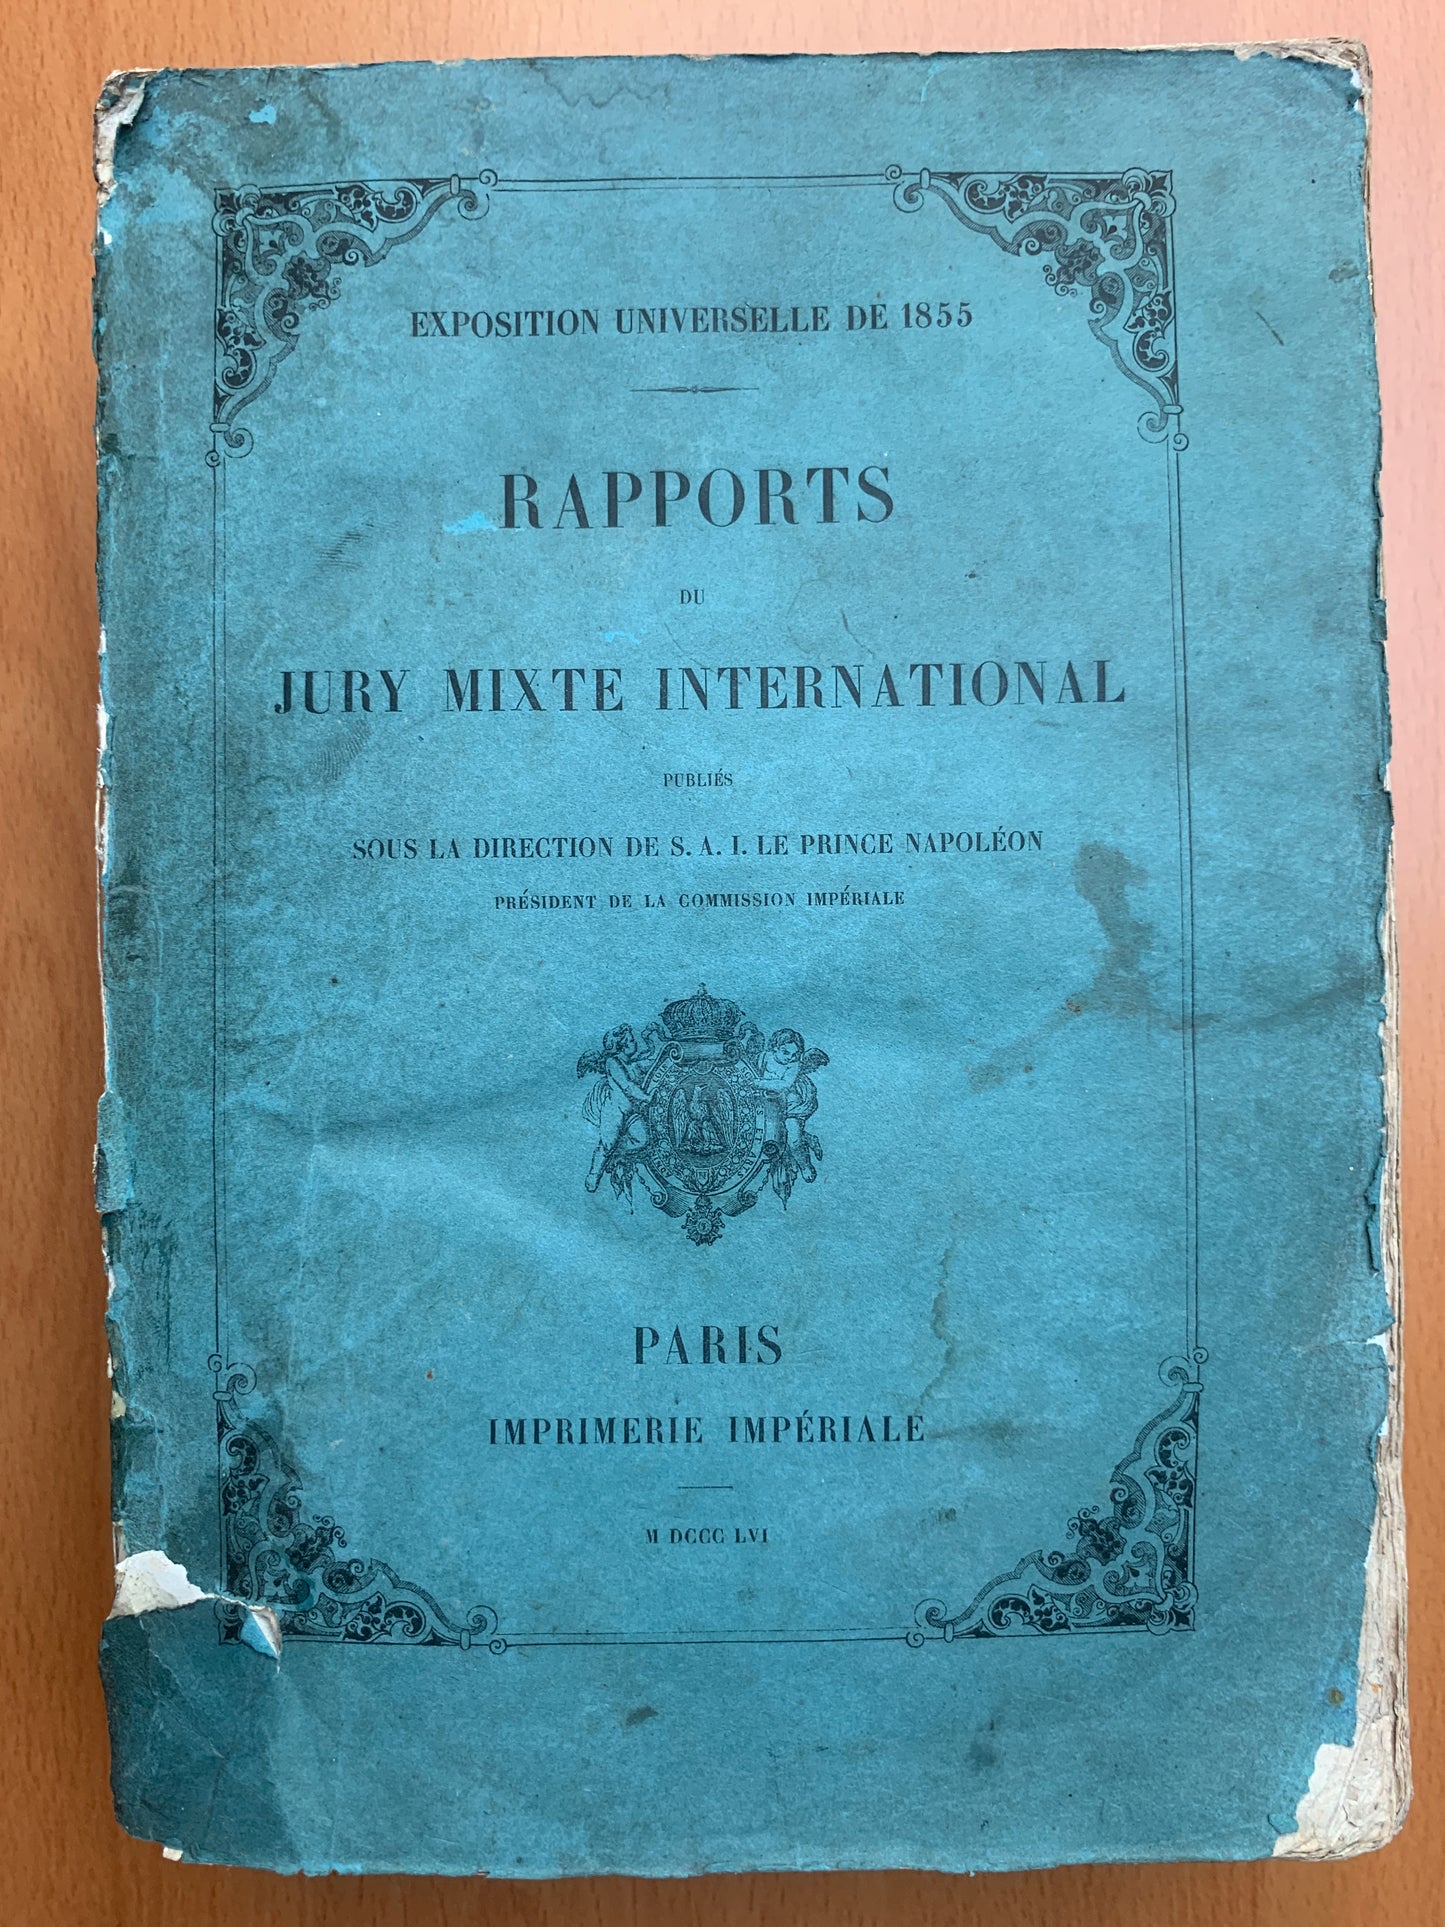 EXPOSITION UNIVERSELLE DE 1855
RAPPORTS
DU
JURY MIXTE INTERNATIONAL
PUBLIÉS
SOUS LA DIRECTION DE S. A. I. LE PRINCE NAPOLÉON
PRÉSIDENT DE LA COMMISSION IMPÉRIALE
PARIS
IMPRIMERIE IMPÉRIALE
M DCCC LVI